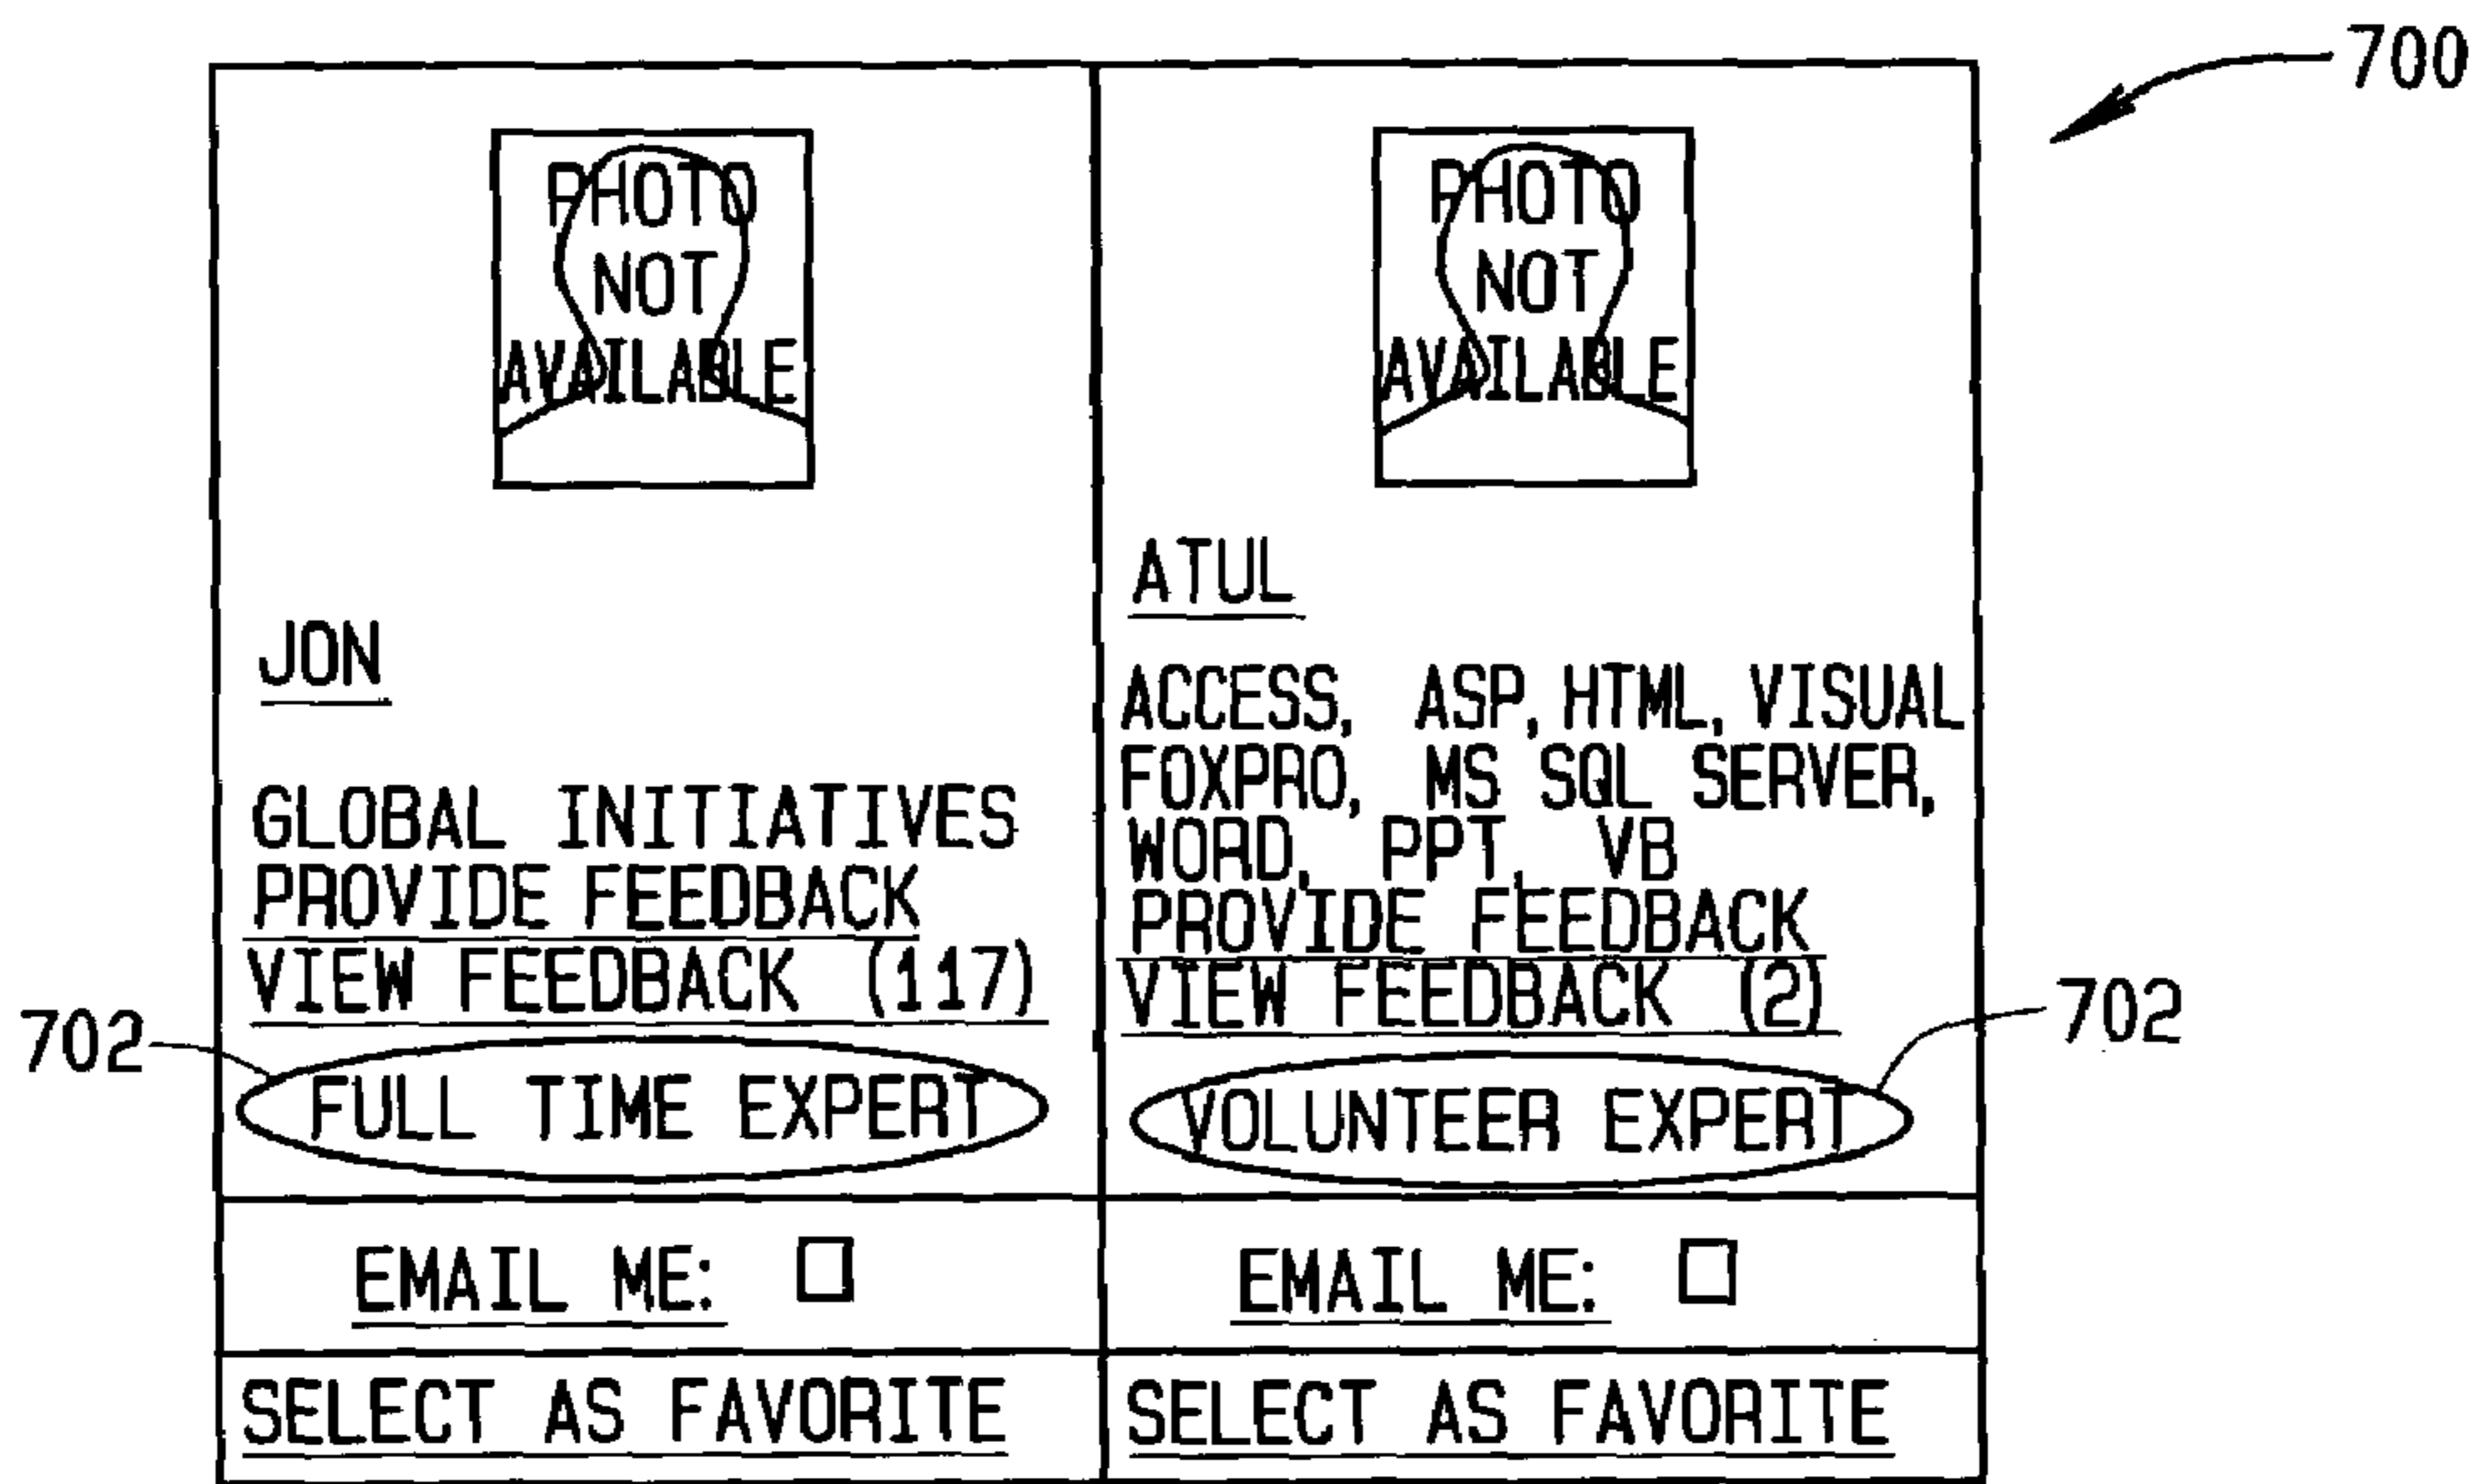 700
PHOTO
NOT
AVAILABLE
JON
GLOBAL INITIATIVES
PROVIDE FEEDBACK
VIEW FEEDBACK (117)
702
FULL TIME EXPERT
EMAIL ME:
SELECT AS FAVORITE
PHOTO
NOT
AVAILABLE
ATUL
ACCESS, ASP, HTML, VISUAL
FOXPRO, MS SQL SERVER,
WORD, PPT, VB
PROVIDE FEEDBACK
VIEW FEEDBACK (2)
702
VOLUNTEER EXPERT
EMAIL ME:
SELECT AS FAVORITE